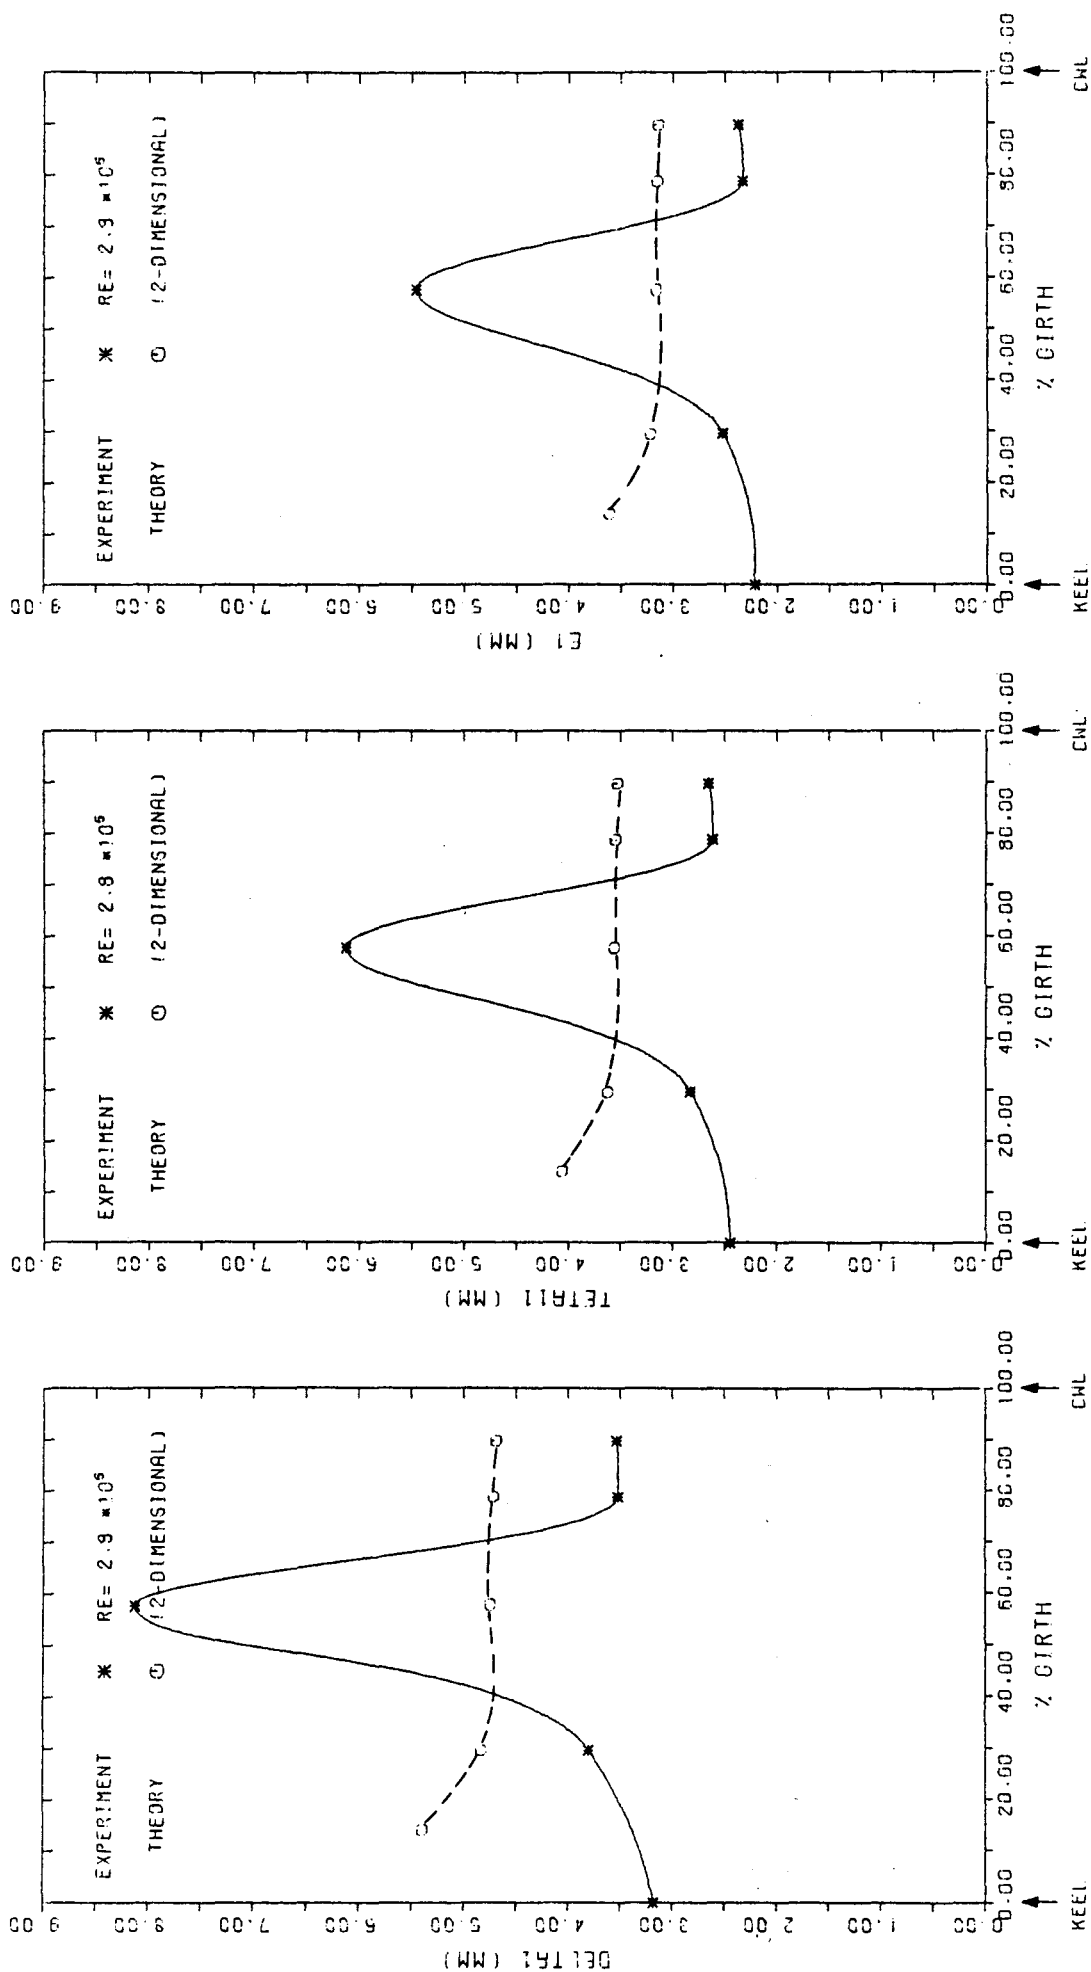 EXPERIMENT * RE= 2.9 *10⁶
THEORY (2-DIMENSIONAL)
DELTA1 (MM)
9.00
8.00
7.00
6.00
5.00
4.00
3.00
2.00
1.00
0.00
0.00 20.00 40.00 60.00 80.00 100.00
% GIRTH
KEEL CWL
EXPERIMENT * RE= 2.8 *10⁶
THEORY (2-DIMENSIONAL)
TETA11 (MM)
9.00
8.00
7.00
6.00
5.00
4.00
3.00
2.00
1.00
0.00
0.00 20.00 40.00 60.00 80.00 100.00
% GIRTH
KEEL CWL
EXPERIMENT * RE= 2.9 *10⁶
THEORY (2-DIMENSIONAL)
E1 (MM)
9.00
8.00
7.00
6.00
5.00
4.00
3.00
2.00
1.00
0.00
0.00 20.00 40.00 60.00 80.00 100.00
% GIRTH
KEEL CWL